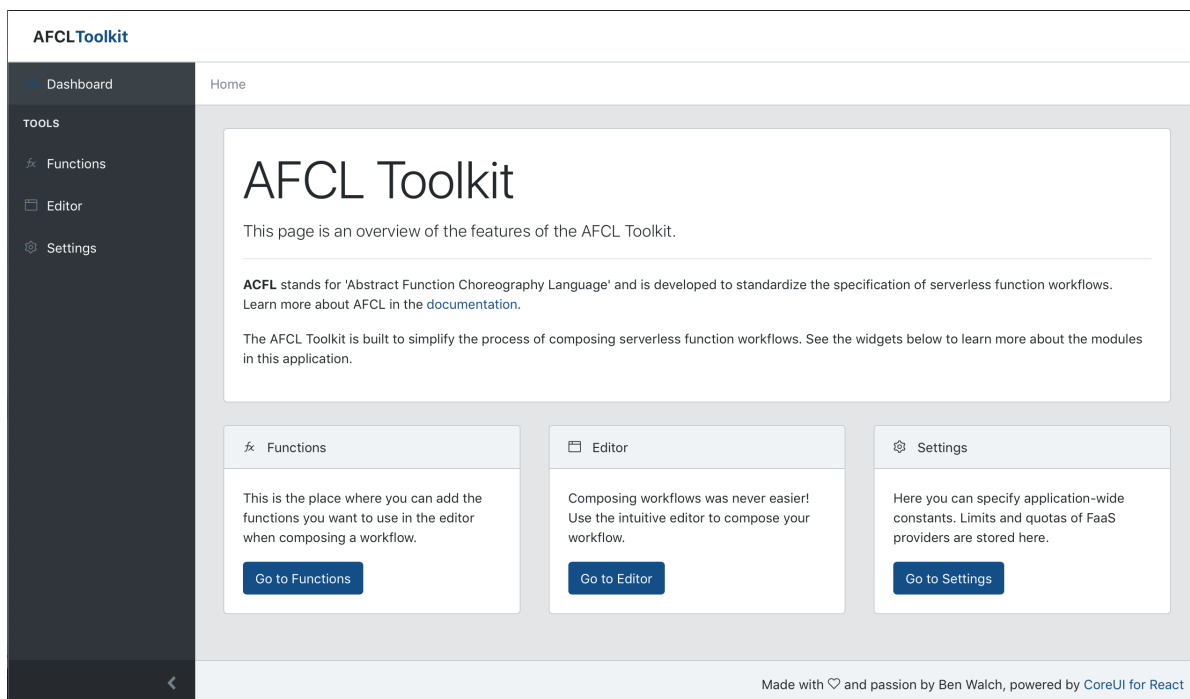 AFCLToolkit
Dashboard
Home
TOOLS
fx Functions
Editor
Settings
AFCL Toolkit
This page is an overview of the features of the AFCL Toolkit.
ACFL stands for 'Abstract Function Choreography Language' and is developed to standardize the specification of serverless function workflows.
Learn more about AFCL in the documentation.
The AFCL Toolkit is built to simplify the process of composing serverless function workflows. See the widgets below to learn more about the modules
in this application.
fx Functions
This is the place where you can add the
functions you want to use in the editor
when composing a workflow.
Go to Functions
Editor
Composing workflows was never easier!
Use the intuitive editor to compose your
workflow.
Go to Editor
Settings
Here you can specify application-wide
constants. Limits and quotas of FaaS
providers are stored here.
Go to Settings
Made with ♡ and passion by Ben Walch, powered by CoreUI for React